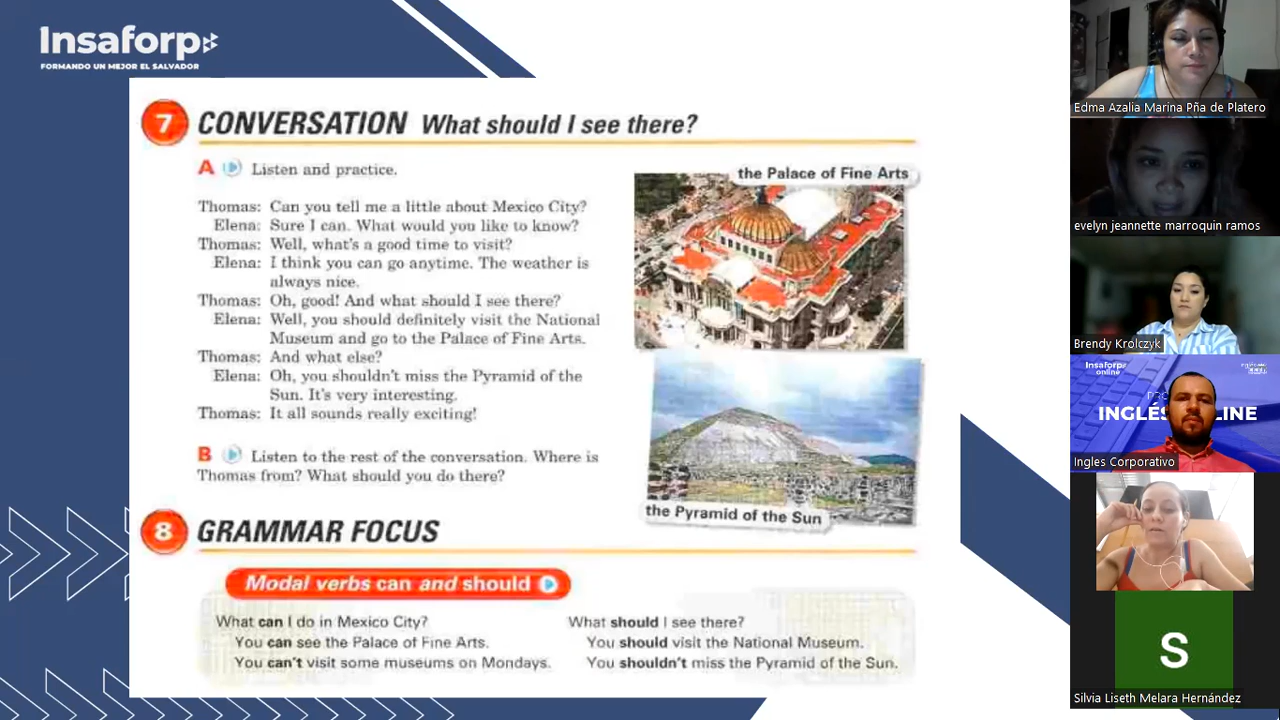 Insaforp
FORMANDO UN MEJOR EL SALVADOR
7 CONVERSATION What should I see there?
A Listen and practice.
Thomas: Can you tell me a little about Mexico City?
Elena: Sure I can. What would you like to know?
Thomas: Well, what's a good time to visit?
Elena: I think you can go anytime. The weather is
always nice.
Thomas: Oh, good! And what should I see there?
Elena: Well, you should definitely visit the National
Museum and go to the Palace of Fine Arts.
Thomas: And what else?
Elena: Oh, you shouldn't miss the Pyramid of the
Sun. It's very interesting.
Thomas: It all sounds really exciting!
the Palace of Fine Arts
the Pyramid of the Sun
B Listen to the rest of the conversation. Where is
Thomas from? What should you do there?
8 GRAMMAR FOCUS
Modal verbs can and should
What can I do in Mexico City?
You can see the Palace of Fine Arts.
You can't visit some museums on Mondays.
What should I see there?
You should visit the National Museum.
You shouldn't miss the Pyramid of the Sun.
Edma Azalia Marina Pña de Platero
evelyn jeannette marroquin ramos
Brendy Krolczyk
Insaforp
online
Ingles Corporativo
S
Silvia Liseth Melara Hernández